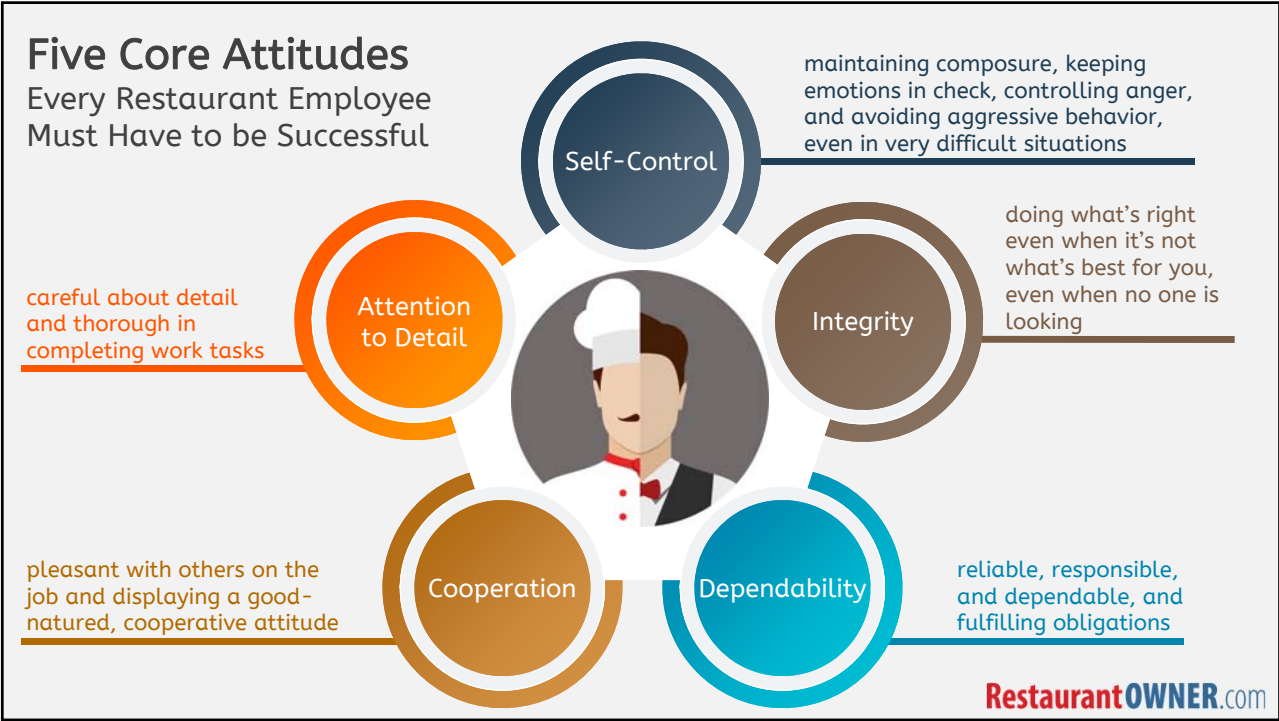 Five Core Attitudes
Every Restaurant Employee
Must Have to be Successful
Self-Control
maintaining composure, keeping
emotions in check, controlling anger,
and avoiding aggressive behavior,
even in very difficult situations
Integrity
doing what's right
even when it's not
what's best for you,
even when no one is
looking
Dependability
reliable, responsible,
and dependable, and
fulfilling obligations
Cooperation
pleasant with others on the
job and displaying a good-
natured, cooperative attitude
Attention
to Detail
careful about detail
and thorough in
completing work tasks
RestaurantOWNER.com